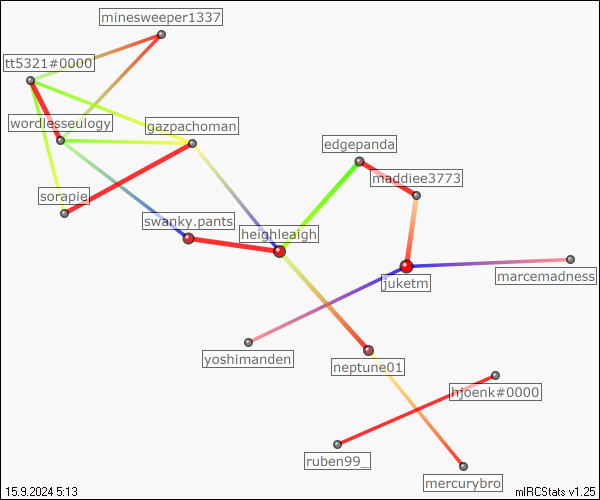 minesweeper1337
tt5321#0000
wordlesseulogy
gazpachoman
edgepanda
maddiee3773
sorapie
swanky.pants
heighleaigh
marcemadness
juketm
yoshimanden
neptune01
hjoenk#0000
ruben99_
mercurybro
15.9.2024 5:13
mIRCStats v1.25